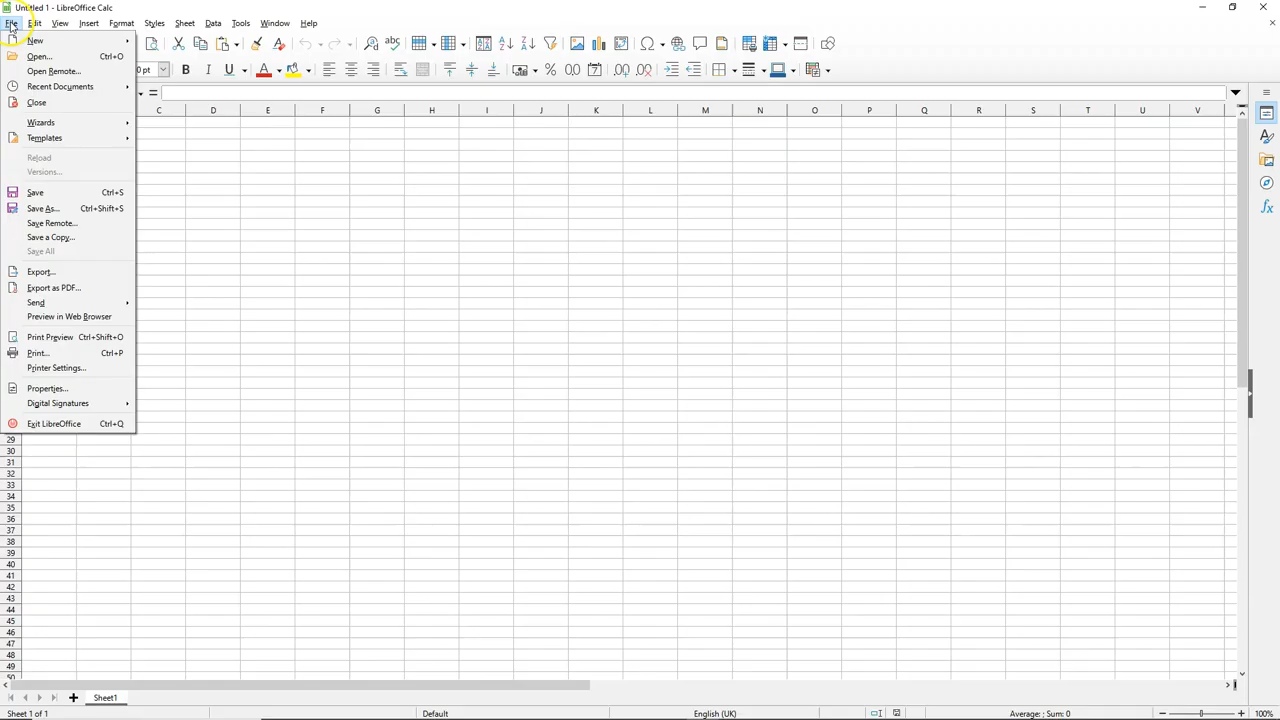 Untitled 1 - LibreOffice Calc
File Edit View Insert Format Styles Sheet Data Tools Window Help
New
Open... Ctrl+O
Open Remote...
Recent Documents
Close
Wizards
Templates
Reload
Versions...
Save Ctrl+S
Save As... Ctrl+Shift+S
Save Remote...
Save a Copy...
Save All
Export...
Export as PDF...
Send
Preview in Web Browser
Print Preview Ctrl+Shift+O
Print... Ctrl+P
Printer Settings...
Properties...
Digital Signatures
Exit LibreOffice Ctrl+Q
0 pt
C D E F G H I J K L M N O P Q R S T U V
29
30
31
32
33
34
35
36
37
38
39
40
41
42
43
44
45
46
47
48
49
50
Sheet1
Sheet 1 of 1 Default English (UK) Average: ; Sum: 0 100%